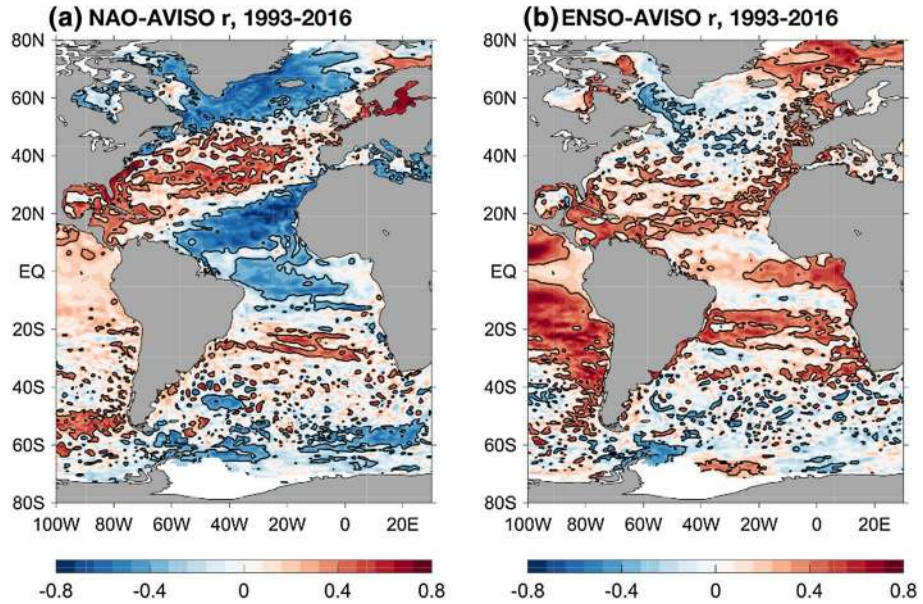 (a) NAO-AVISO r, 1993-2016
(b) ENSO-AVISO r, 1993-2016
80N
60N
40N
20N
EQ
20S
40S
60S
80S
100W 80W 60W 40W 20W 0 20E
-0.8 -0.4 0 0.4 0.8
80N
60N
40N
20N
EQ
20S
40S
60S
80S
100W 80W 60W 40W 20W 0 20E
-0.8 -0.4 0 0.4 0.8